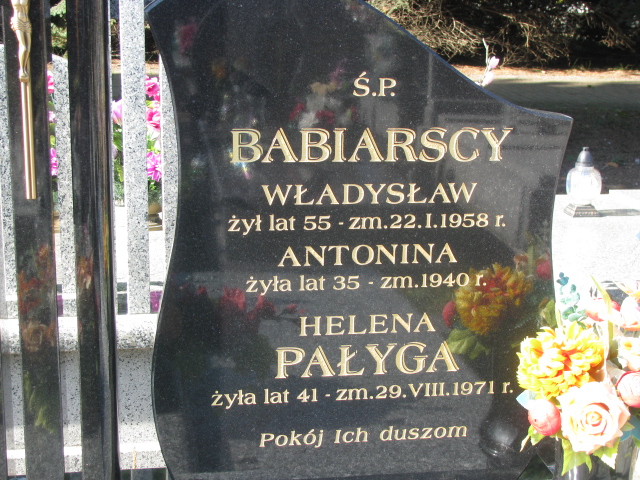 Ś.P.
BABIARSCY
WŁADYSŁAW
żył lat 55 - zm. 22.I.1958 r.
ANTONINA
żyła lat 35 - zm. 1940 r.
HELENA
PAŁYGA
żyła lat 41 - zm. 29.VIII.1971 r.
Pokój Ich duszom